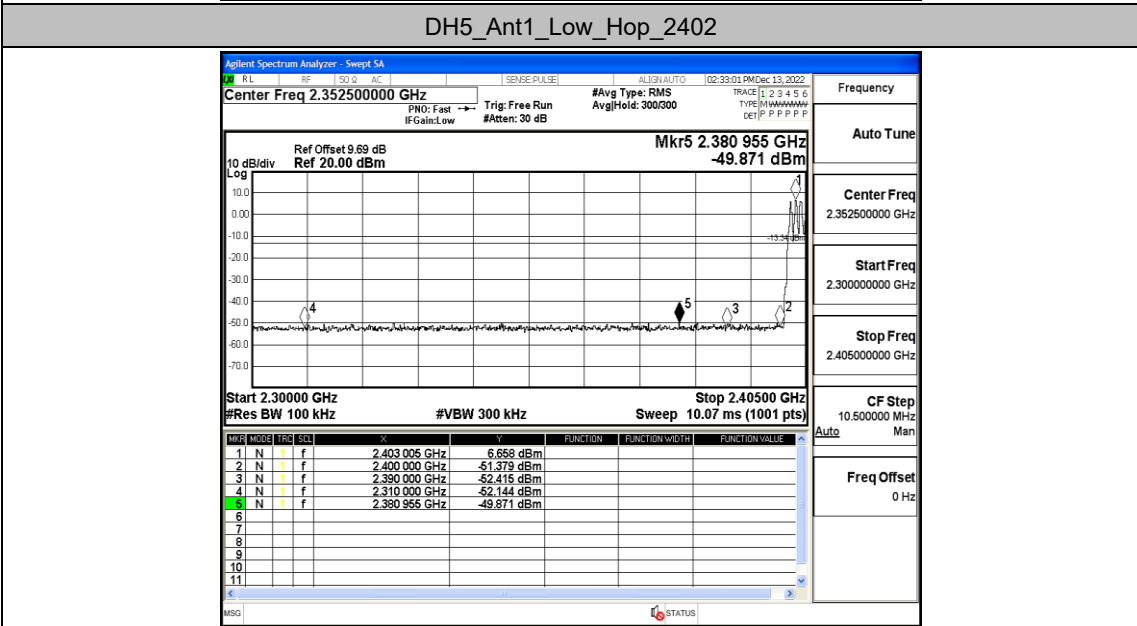 DH5_Ant1_Low_Hop_2402
Agilent Spectrum Analyzer - Swept SA
LXI RL RF 50 Ω AC SENSE:PULSE ALIGNAUTO 02:33:01 PM Dec 13, 2022
Center Freq 2.352500000 GHz
PNO: Fast
IFGain:Low
Trig: Free Run
#Atten: 30 dB
#Avg Type: RMS
Avg|Hold: 300/300
TRACE 1 2 3 4 5 6
TYPE M WWWWW
DET P P P P P P
Ref Offset 9.69 dB
10 dB/div Ref 20.00 dBm
Log
Mkr5 2.380 955 GHz
-49.871 dBm
10.0
0.00
-10.0
-20.0
-30.0
-40.0
-50.0
-60.0
-70.0
1
-13.34 dBm
4
5
3
2
Start 2.30000 GHz Stop 2.40500 GHz
#Res BW 100 kHz #VBW 300 kHz Sweep 10.07 ms (1001 pts)
MKR MODE TRC SCL X Y FUNCTION FUNCTION WIDTH FUNCTION VALUE
1 N 1 f 2.403 005 GHz 6.658 dBm
2 N 1 f 2.400 000 GHz -51.379 dBm
3 N 1 f 2.390 000 GHz -52.415 dBm
4 N 1 f 2.310 000 GHz -52.144 dBm
5 N 1 f 2.380 955 GHz -49.871 dBm
6
7
8
9
10
11
MSG STATUS
Frequency
Auto Tune
Center Freq
2.352500000 GHz
Start Freq
2.300000000 GHz
Stop Freq
2.405000000 GHz
CF Step
10.500000 MHz
Auto Man
Freq Offset
0 Hz